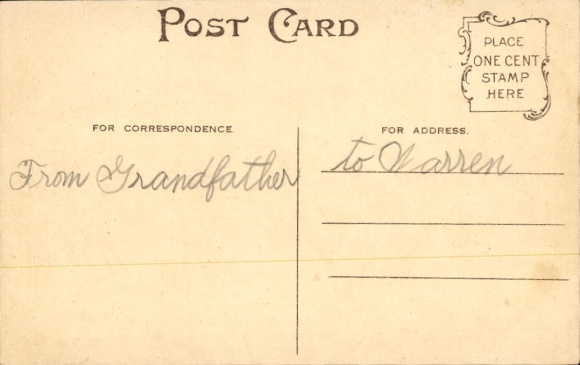 POST CARD
PLACE
ONE CENT
STAMP
HERE
FOR CORRESPONDENCE.
FOR ADDRESS.
From Grandfather
to Warren